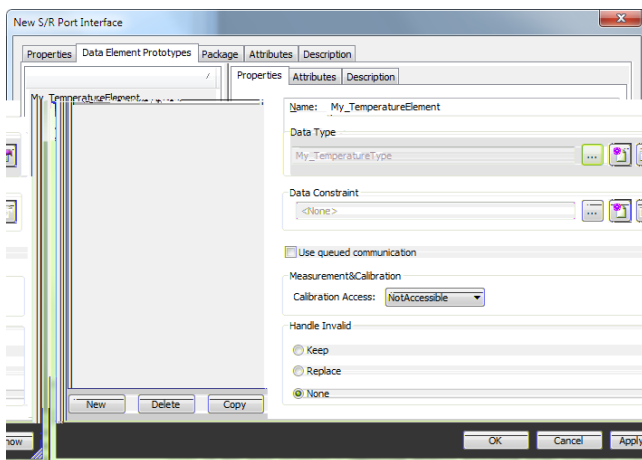 New S/R Port Interface
Properties Data Element Prototypes Package Attributes Description
Properties Attributes Description
My_TemperatureElement
Name: My_TemperatureElement
Data Type
My_TemperatureType
...
Data Constraint
<None>
...
Use queued communication
Measurement&Calibration
Calibration Access: NotAccessible
Handle Invalid
Keep
Replace
None
New Delete Copy
OK Cancel Apply